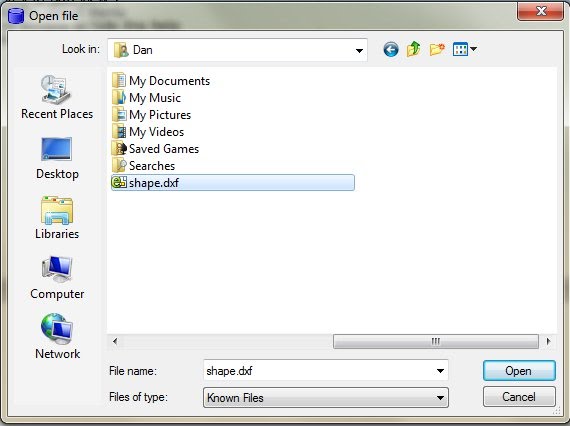 Open file
Look in: Dan
Recent Places
Desktop
Libraries
Computer
Network
My Documents
My Music
My Pictures
My Videos
Saved Games
Searches
shape.dxf
File name: shape.dxf Open
Files of type: Known Files Cancel